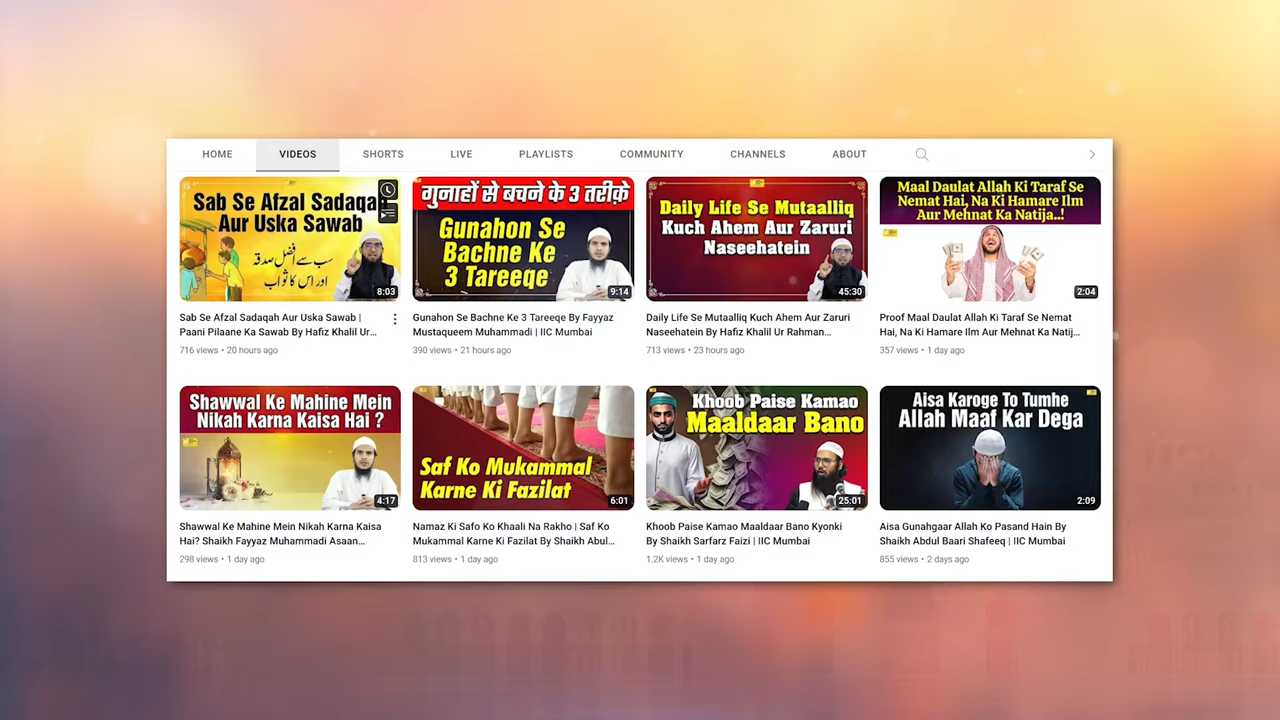 HOME VIDEOS SHORTS LIVE PLAYLISTS COMMUNITY CHANNELS ABOUT
Sab Se Afzal Sadaqah
Aur Uska Sawab
سب سے افضل صدقہ
اور اس کا ثواب
8:03
गुनाहों से बचने के 3 तरीक़े
Gunahon Se
Bachne Ke
3 Tareeqe
9:14
Daily Life Se Mutaalliq
Kuch Ahem Aur Zaruri
Naseehatein
45:30
Maal Daulat Allah Ki Taraf Se
Nemat Hai, Na Ki Hamare Ilm
Aur Mehnat Ka Natija..!
2:04
Sab Se Afzal Sadaqah Aur Uska Sawab |
Paani Pilaane Ka Sawab By Hafiz Khalil Ur...
716 views • 20 hours ago
Gunahon Se Bachne Ke 3 Tareeqe By Fayyaz
Mustaqueem Muhammadi | IIC Mumbai
390 views • 21 hours ago
Daily Life Se Mutaalliq Kuch Ahem Aur Zaruri
Naseehatein By Hafiz Khalil Ur Rahman...
713 views • 23 hours ago
Proof Maal Daulat Allah Ki Taraf Se Nemat
Hai, Na Ki Hamare Ilm Aur Mehnat Ka Natij...
357 views • 1 day ago
Shawwal Ke Mahine Mein
Nikah Karna Kaisa Hai ?
4:17
Saf Ko Mukammal
Karne Ki Fazilat
6:01
Khoob Paise Kamao
Maaldaar Bano
25:01
Aisa Karoge To Tumhe
Allah Maaf Kar Dega
2:09
Shawwal Ke Mahine Mein Nikah Karna Kaisa
Hai? Shaikh Fayyaz Muhammadi Asaan...
298 views • 1 day ago
Namaz Ki Safo Ko Khaali Na Rakho | Saf Ko
Mukammal Karne Ki Fazilat By Shaikh Abul...
813 views • 1 day ago
Khoob Paise Kamao Maaldaar Bano Kyonki
By Shaikh Sarfarz Faizi | IIC Mumbai
1.2K views • 1 day ago
Aisa Gunahgaar Allah Ko Pasand Hain By
Shaikh Abdul Baari Shafeeq | IIC Mumbai
855 views • 2 days ago